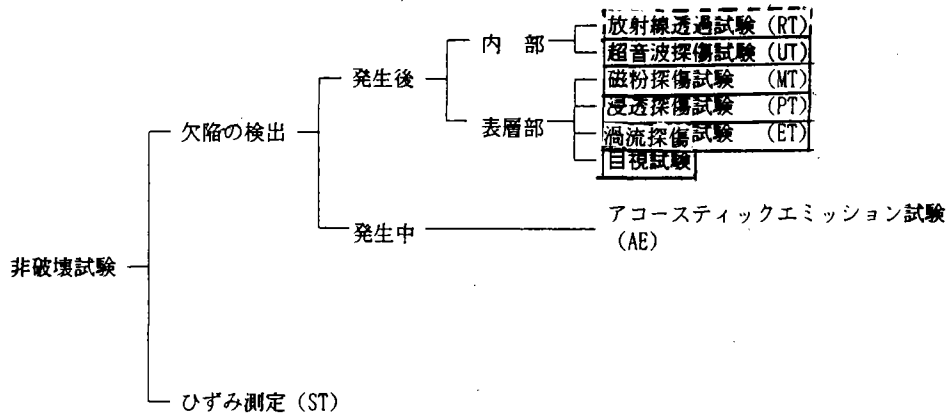 放射線透過試験 (RT)
内 部
超音波探傷試験 (UT)
発生後
磁粉探傷試験 (MT)
浸透探傷試験 (PT)
表層部
渦流探傷試験 (ET)
欠陥の検出
目視試験
アコースティックエミッション試験
発生中
(AE)
非破壊試験
ひずみ測定 (ST)